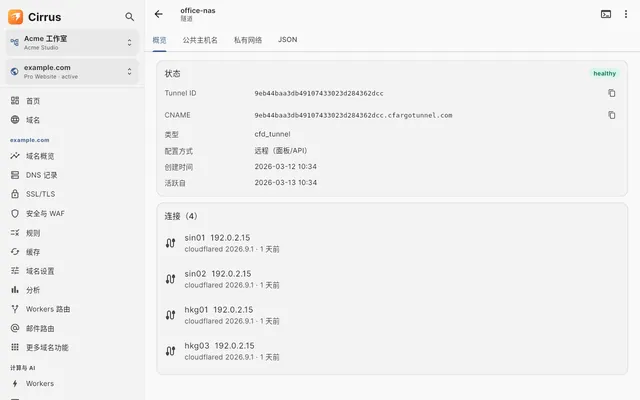 Cirrus
Acme 工作室
Acme Studio
example.com
Pro Website · active
首页
域名
example.com
域名概览
DNS 记录
SSL/TLS
安全与 WAF
规则
缓存
域名设置
分析
Workers 路由
邮件路由
更多域名功能
计算与 AI
Workers
office-nas
隧道
概览
公共主机名
私有网络
JSON
状态
healthy
Tunnel ID
9eb44baa3db49107433023d284362dcc
CNAME
9eb44baa3db49107433023d284362dcc.cfargotunnel.com
类型
cfd_tunnel
配置方式
远程（面板/API）
创建时间
2026-03-12 10:34
活跃自
2026-03-13 10:34
连接（4）
sin01 192.0.2.15
cloudflared 2026.9.1 · 1 天前
sin02 192.0.2.15
cloudflared 2026.9.1 · 1 天前
hkg01 192.0.2.15
cloudflared 2026.9.1 · 1 天前
hkg03 192.0.2.15
cloudflared 2026.9.1 · 1 天前